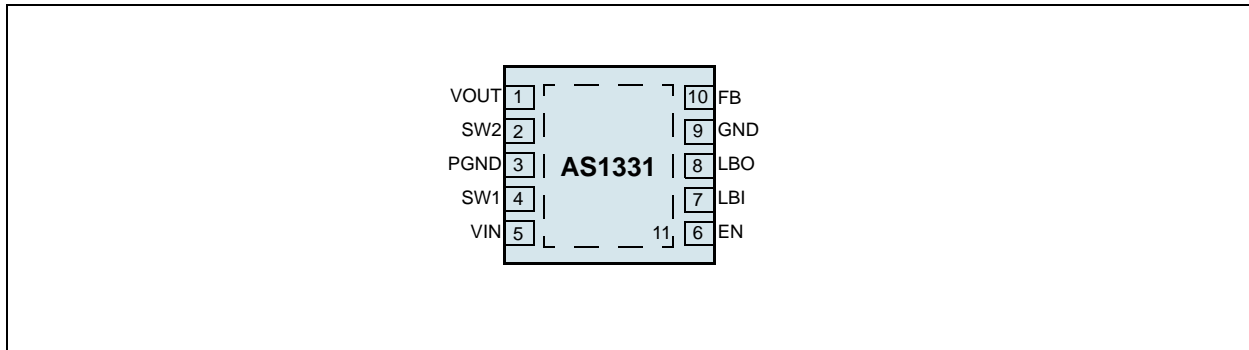 VOUT 1 10 FB
SW2 2 9 GND
PGND 3 AS1331 8 LBO
SW1 4 7 LBI
VIN 5 11 6 EN